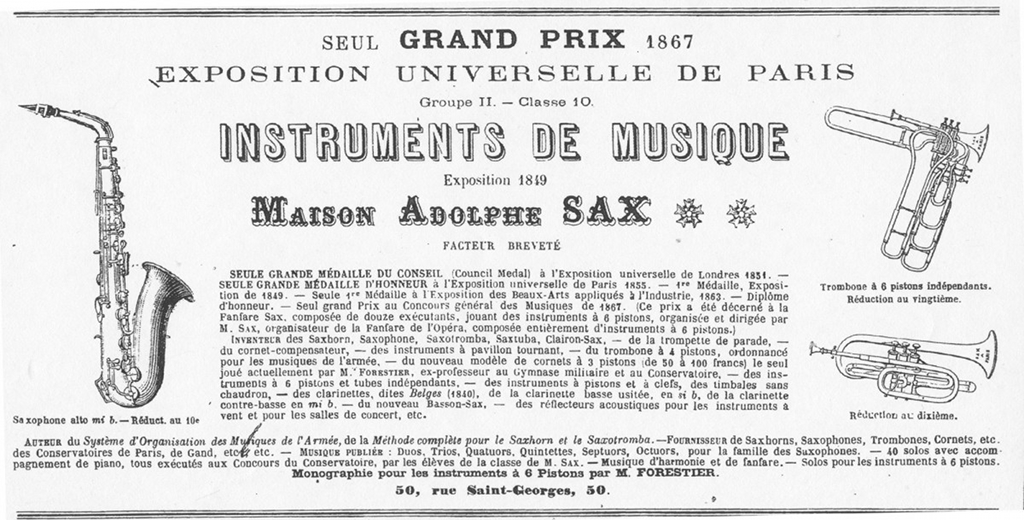 SEUL GRAND PRIX 1867
EXPOSITION UNIVERSELLE DE PARIS
Groupe II. — Classe 10.
INSTRUMENTS DE MUSIQUE
Exposition 1849
MAISON ADOLPHE SAX
FACTEUR BREVETÉ
SEULE GRANDE MÉDAILLE DU CONSEIL (Council Medal) à l'Exposition universelle de Londres 1851. —
SEULE GRANDE MÉDAILLE D'HONNEUR à l'Exposition universelle de Paris 1855. — 1re Médaille, Exposi-
tion de 1849. — Seule 1re Médaille à l'Exposition des Beaux-Arts appliqués à l'Industrie, 1863. — Diplôme
d'honneur. — Seul grand Prix au Concours général des Musiques de 1867. (Ce prix a été décerné à la
Fanfare Sax, composée de douze exécutants, jouant des instruments à 6 pistons, organisée et dirigée par
M. SAX, organisateur de la Fanfare de l'Opéra, composée entièrement d'instruments à 6 pistons.)
INVENTEUR des Saxhorn, Saxophone, Saxotromba, Saxtuba, Clairon-Sax, — de la trompette de parade, —
du cornet-compensateur, — des instruments à pavillon tournant, — du trombone à 4 pistons, ordonnancé
pour les musiques de l'armée, — du nouveau modèle de cornets à 3 pistons (de 50 à 100 francs) le seul
joué actuellement par M. FORESTIER, ex-professeur au Gymnase militaire et au Conservatoire, — des ins-
truments à 6 pistons et tubes indépendants, — des instruments à pistons et à clefs, des timbales sans
chaudron, — des clarinettes, dites Belges (1840), de la clarinette basse usitée, en si b, de la clarinette
contre-basse en mi b. — du nouveau Basson-Sax, — des réflecteurs acoustiques pour les instruments à
vent et pour les salles de concert, etc.
Saxophone alto mi b. — Réduct. au 10e
Trombone à 6 pistons indépendants.
Réduction au vingtième.
Réduction au dixième.
AUTEUR du Système d'Organisation des Musiques de l'Armée, de la Méthode complète pour le Saxhorn et le Saxotromba. — FOURNISSEUR de Saxhorns, Saxophones, Trombones, Cornets, etc.
des Conservatoires de Paris, de Gand, etc. etc. — MUSIQUE PUBLIÉE : Duos, Trios, Quatuors, Quintettes, Septuors, Octuors, pour la famille des Saxophones. — 40 solos avec accom-
pagnement de piano, tous exécutés aux Concours du Conservatoire, par les élèves de la classe de M. SAX. — Musique d'harmonie et de fanfare. — Solos pour les instruments à 6 pistons.
Monographie pour les instruments à 6 Pistons par M. FORESTIER.
50, rue Saint-Georges, 50.